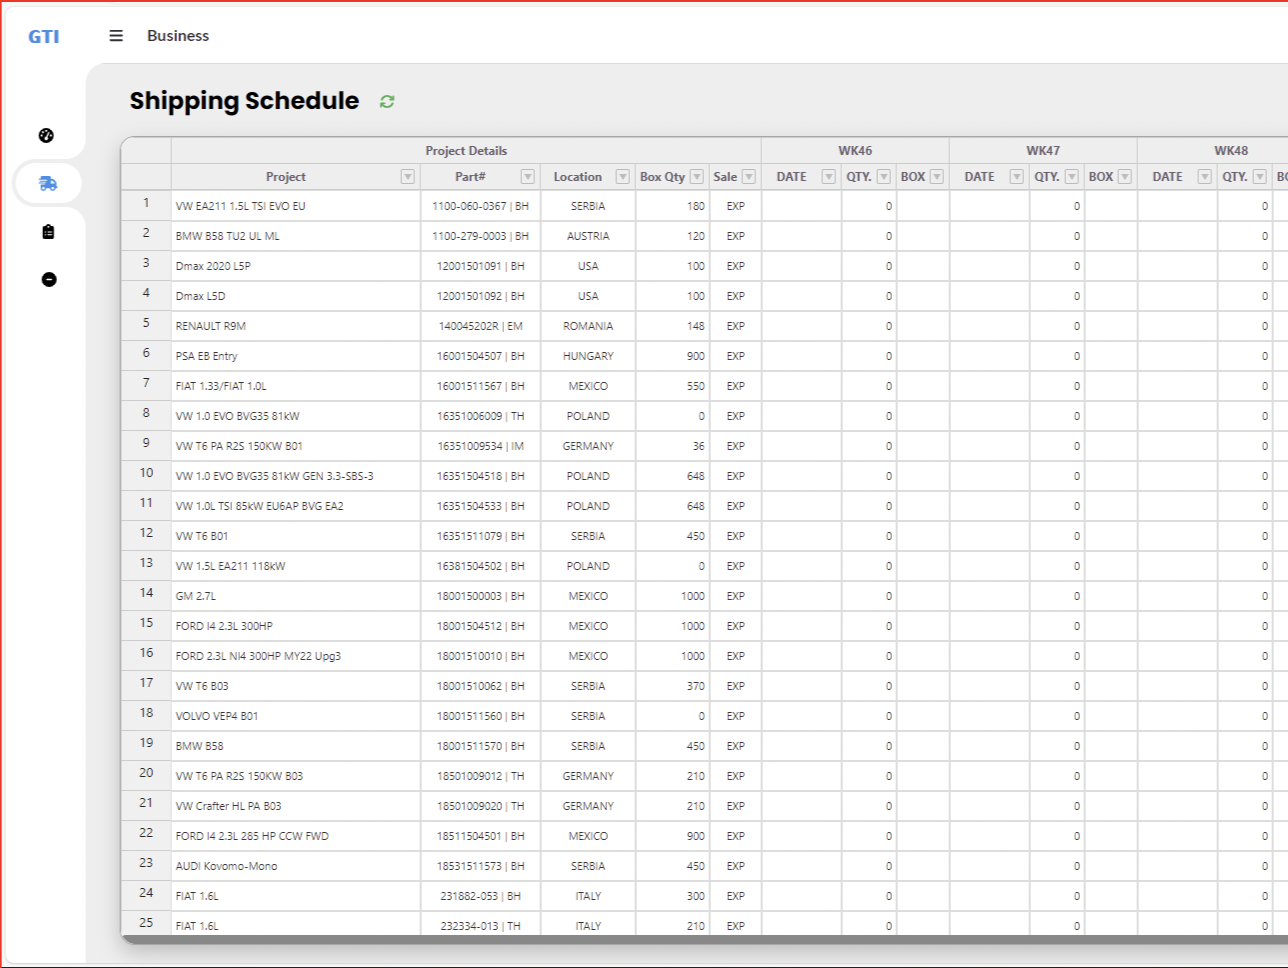 GTI Business
Shipping Schedule
Project Details WK46 WK47 WK48
Project Part# Location Box Qty Sale DATE QTY. BOX DATE QTY. BOX DATE QTY.
1 VW EA211 1.5L TSI EVO EU 1100-060-0367 | BH SERBIA 180 EXP 0 0 0
2 BMW B58 TU2 UL ML 1100-279-0003 | BH AUSTRIA 120 EXP 0 0 0
3 Dmax 2020 L5P 12001501091 | BH USA 100 EXP 0 0 0
4 Dmax L5D 12001501092 | BH USA 100 EXP 0 0 0
5 RENAULT R9M 140045202R | EM ROMANIA 148 EXP 0 0 0
6 PSA EB Entry 16001504507 | BH HUNGARY 900 EXP 0 0 0
7 FIAT 1.33/FIAT 1.0L 16001511567 | BH MEXICO 550 EXP 0 0 0
8 VW 1.0 EVO BVG35 81kW 16351006009 | TH POLAND 0 EXP 0 0 0
9 VW T6 PA R2S 150KW B01 16351009534 | IM GERMANY 36 EXP 0 0 0
10 VW 1.0 EVO BVG35 81kW GEN 3.3-SBS-3 16351504518 | BH POLAND 648 EXP 0 0 0
11 VW 1.0L TSI 85kW EU6AP BVG EA2 16351504533 | BH POLAND 648 EXP 0 0 0
12 VW T6 B01 16351511079 | BH SERBIA 450 EXP 0 0 0
13 VW 1.5L EA211 118kW 16381504502 | BH POLAND 0 EXP 0 0 0
14 GM 2.7L 18001500003 | BH MEXICO 1000 EXP 0 0 0
15 FORD I4 2.3L 300HP 18001504512 | BH MEXICO 1000 EXP 0 0 0
16 FORD 2.3L NI4 300HP MY22 Upg3 18001510010 | BH MEXICO 1000 EXP 0 0 0
17 VW T6 B03 18001510062 | BH SERBIA 370 EXP 0 0 0
18 VOLVO VEP4 B01 18001511560 | BH SERBIA 0 EXP 0 0 0
19 BMW B58 18001511570 | BH SERBIA 450 EXP 0 0 0
20 VW T6 PA R2S 150KW B03 18501009012 | TH GERMANY 210 EXP 0 0 0
21 VW Crafter HL PA B03 18501009020 | TH GERMANY 210 EXP 0 0 0
22 FORD I4 2.3L 285 HP CCW FWD 18511504501 | BH MEXICO 900 EXP 0 0 0
23 AUDI Kovomo-Mono 18531511573 | BH SERBIA 450 EXP 0 0 0
24 FIAT 1.6L 231882-053 | BH ITALY 300 EXP 0 0 0
25 FIAT 1.6L 232334-013 | TH ITALY 210 EXP 0 0 0